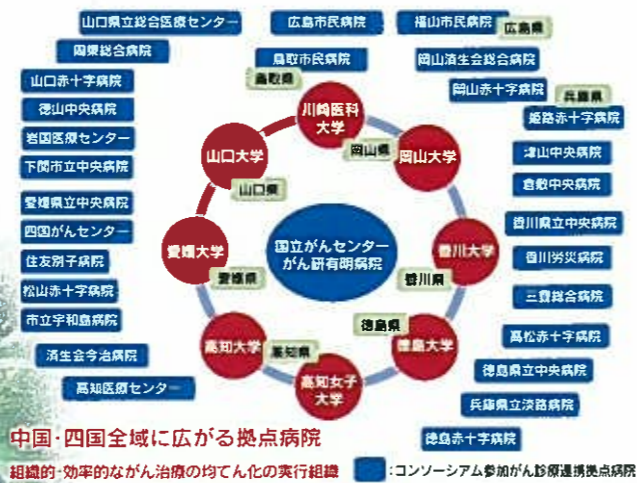 山口県立総合医療センター
広島市民病院
福山市民病院
広島県
周東総合病院
鳥取市民病院
鳥取県
岡山済生会総合病院
山口赤十字病院
岡山赤十字病院
兵庫県
姫路赤十字病院
徳山中央病院
川崎医科
大学
岩国医療センター
山口大学
岡山県
岡山大学
津山中央病院
下関市立中央病院
山口県
倉敷中央病院
愛媛県立中央病院
香川県立中央病院
四国がんセンター
愛媛大学
国立がんセンター
がん研有明病院
香川大学
香川労災病院
住友別子病院
愛媛県
香川県
松山赤十字病院
三豊総合病院
市立宇和島病院
徳島県
高松赤十字病院
済生会今治病院
高知大学
高知県
徳島大学
徳島県立中央病院
高知医療センター
高知女子
大学
兵庫県立淡路病院
徳島赤十字病院
中国・四国全域に広がる拠点病院
組織的・効率的ながん治療の均てん化の実行組織
:コンソーシアム参加がん診療連携拠点病院